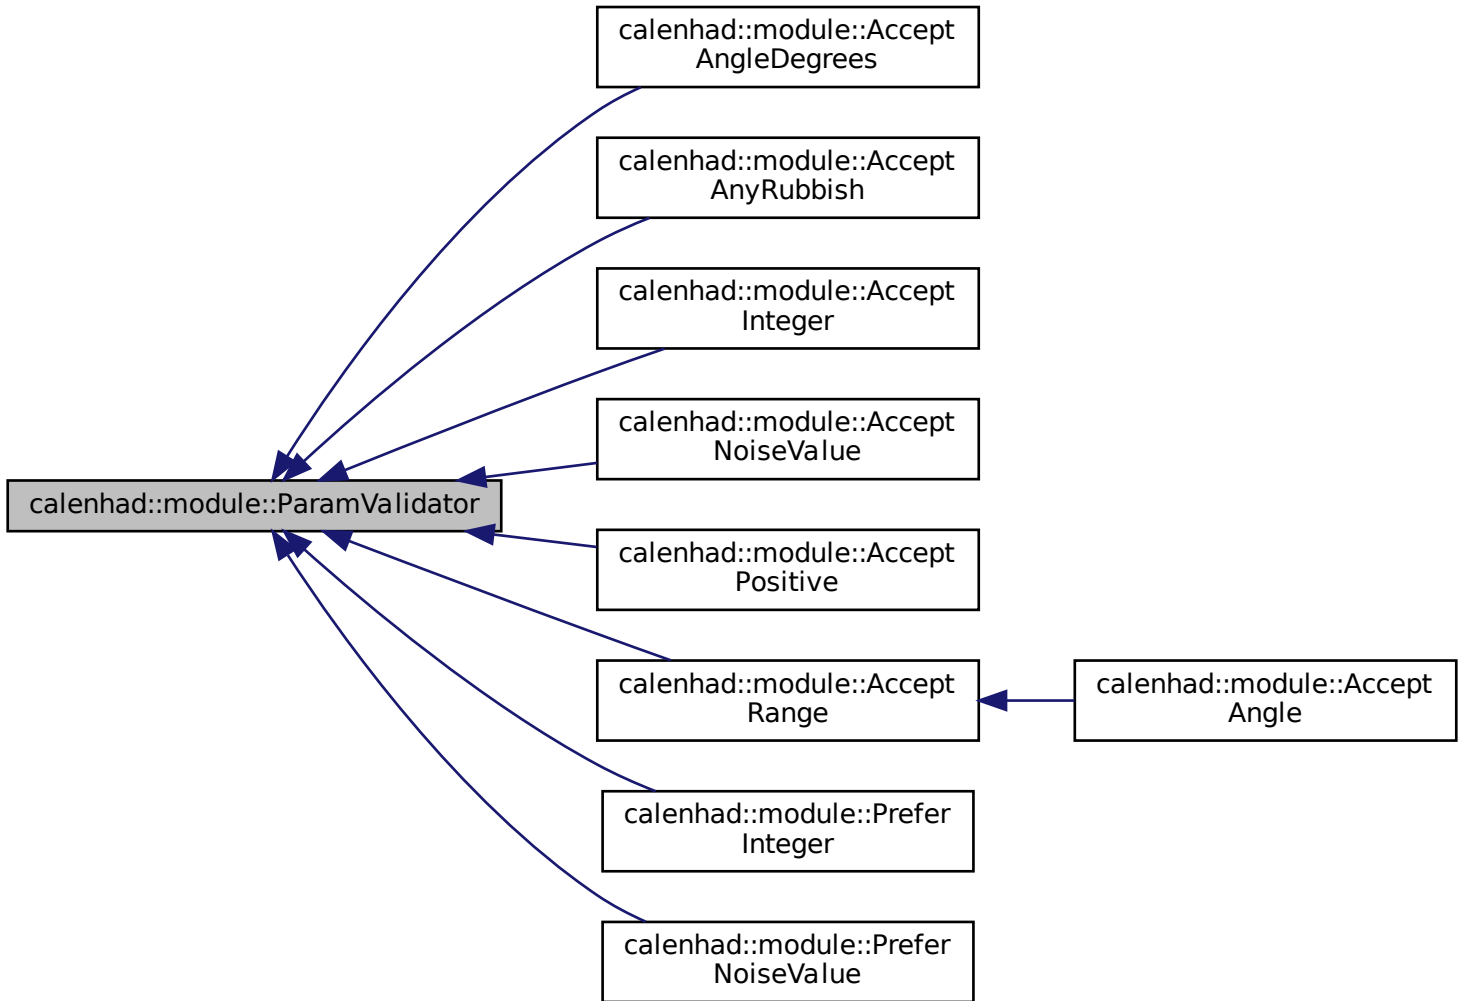 calenhad::module::Accept
AngleDegrees
calenhad::module::Accept
AnyRubbish
calenhad::module::Accept
Integer
calenhad::module::Accept
NoiseValue
calenhad::module::ParamValidator
calenhad::module::Accept
Positive
calenhad::module::Accept
Range
calenhad::module::Accept
Angle
calenhad::module::Prefer
Integer
calenhad::module::Prefer
NoiseValue